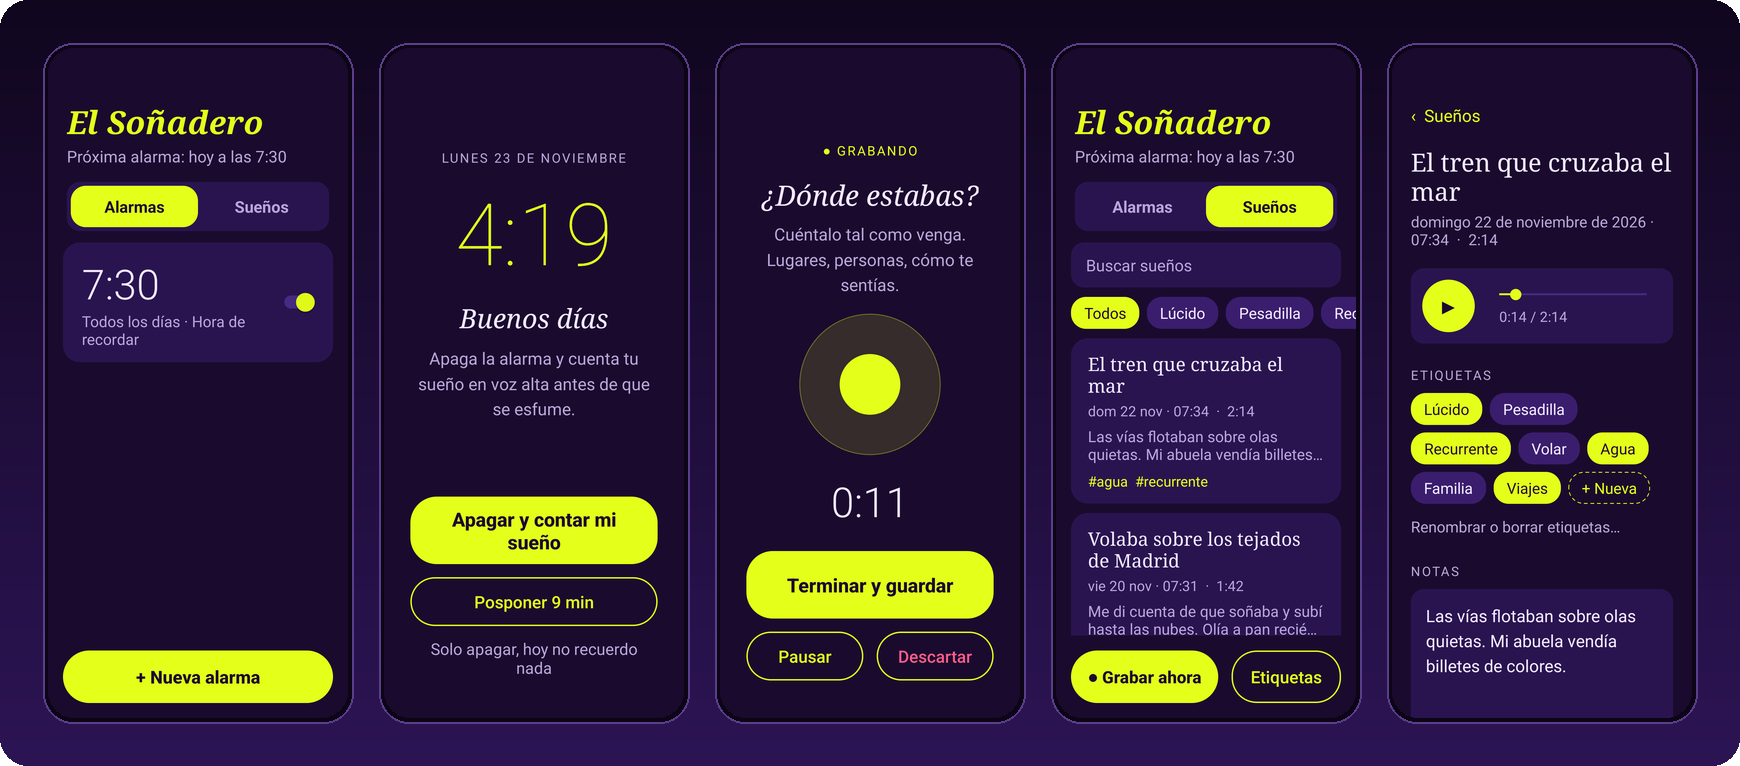 El Soñadero
Próxima alarma: hoy a las 7:30
Alarmas
Sueños
7:30
Todos los días · Hora de
recordar
+ Nueva alarma
LUNES 23 DE NOVIEMBRE
4:19
Buenos días
Apaga la alarma y cuenta tu
sueño en voz alta antes de que
se esfume.
Apagar y contar mi
sueño
Posponer 9 min
Solo apagar, hoy no recuerdo
nada
● GRABANDO
¿Dónde estabas?
Cuéntalo tal como venga.
Lugares, personas, cómo te
sentías.
0:11
Terminar y guardar
Pausar
Descartar
El Soñadero
Próxima alarma: hoy a las 7:30
Alarmas
Sueños
Buscar sueños
Todos
Lúcido
Pesadilla
Rec
El tren que cruzaba el
mar
dom 22 nov · 07:34 · 2:14
Las vías flotaban sobre olas
quietas. Mi abuela vendía billetes…
#agua #recurrente
Volaba sobre los tejados
de Madrid
vie 20 nov · 07:31 · 1:42
Me di cuenta de que soñaba y subí
hasta las nubes. Olía a pan recié…
● Grabar ahora
Etiquetas
‹ Sueños
El tren que cruzaba el
mar
domingo 22 de noviembre de 2026 ·
07:34 · 2:14
0:14 / 2:14
ETIQUETAS
Lúcido
Pesadilla
Recurrente
Volar
Agua
Familia
Viajes
+ Nueva
Renombrar o borrar etiquetas…
NOTAS
Las vías flotaban sobre olas
quietas. Mi abuela vendía
billetes de colores.